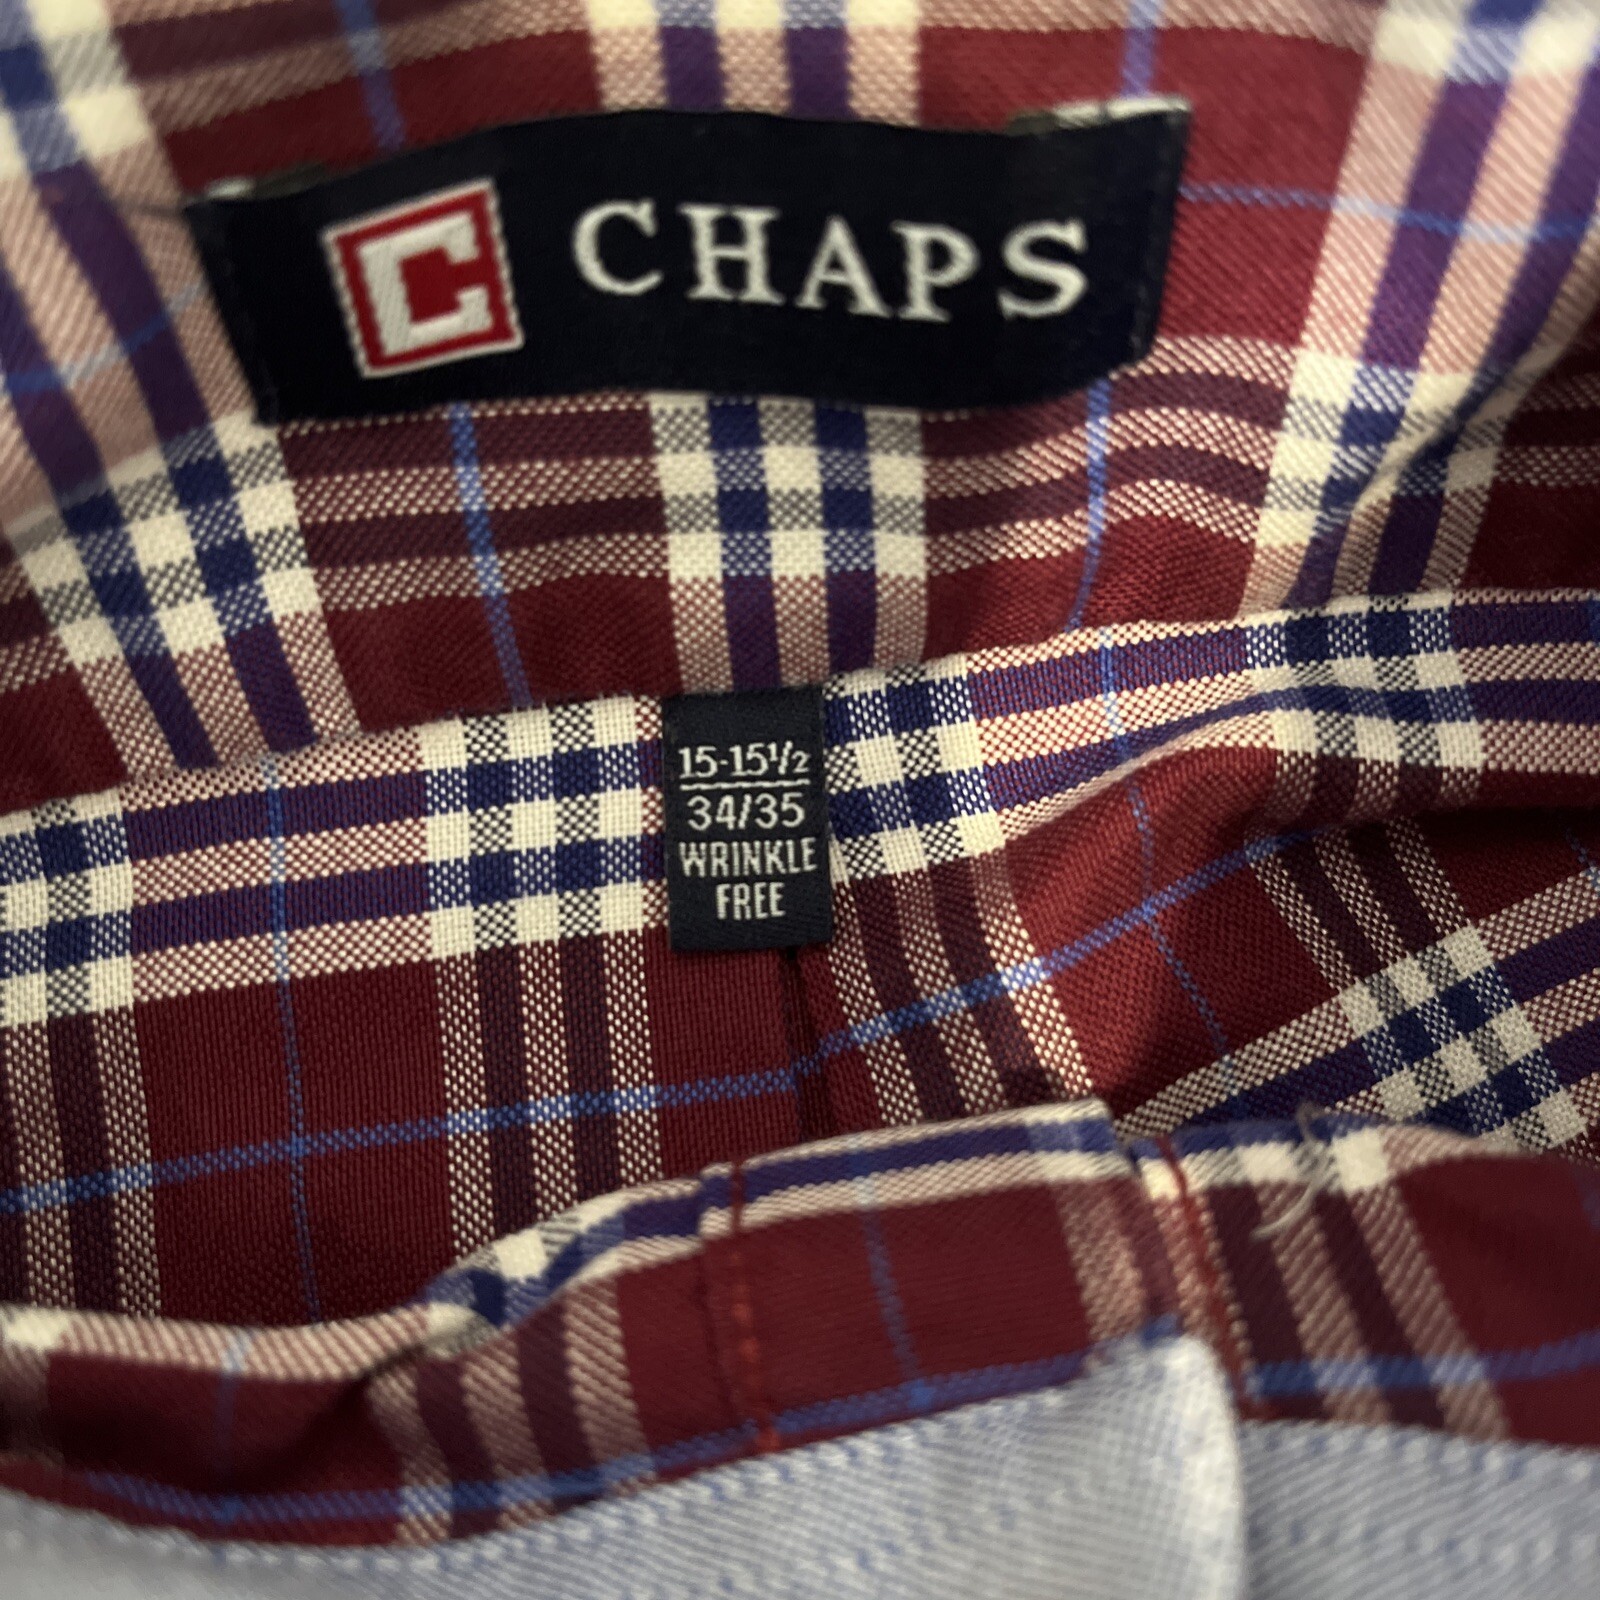 C CHAPS
15-15½
34/35
WRINKLE
FREE